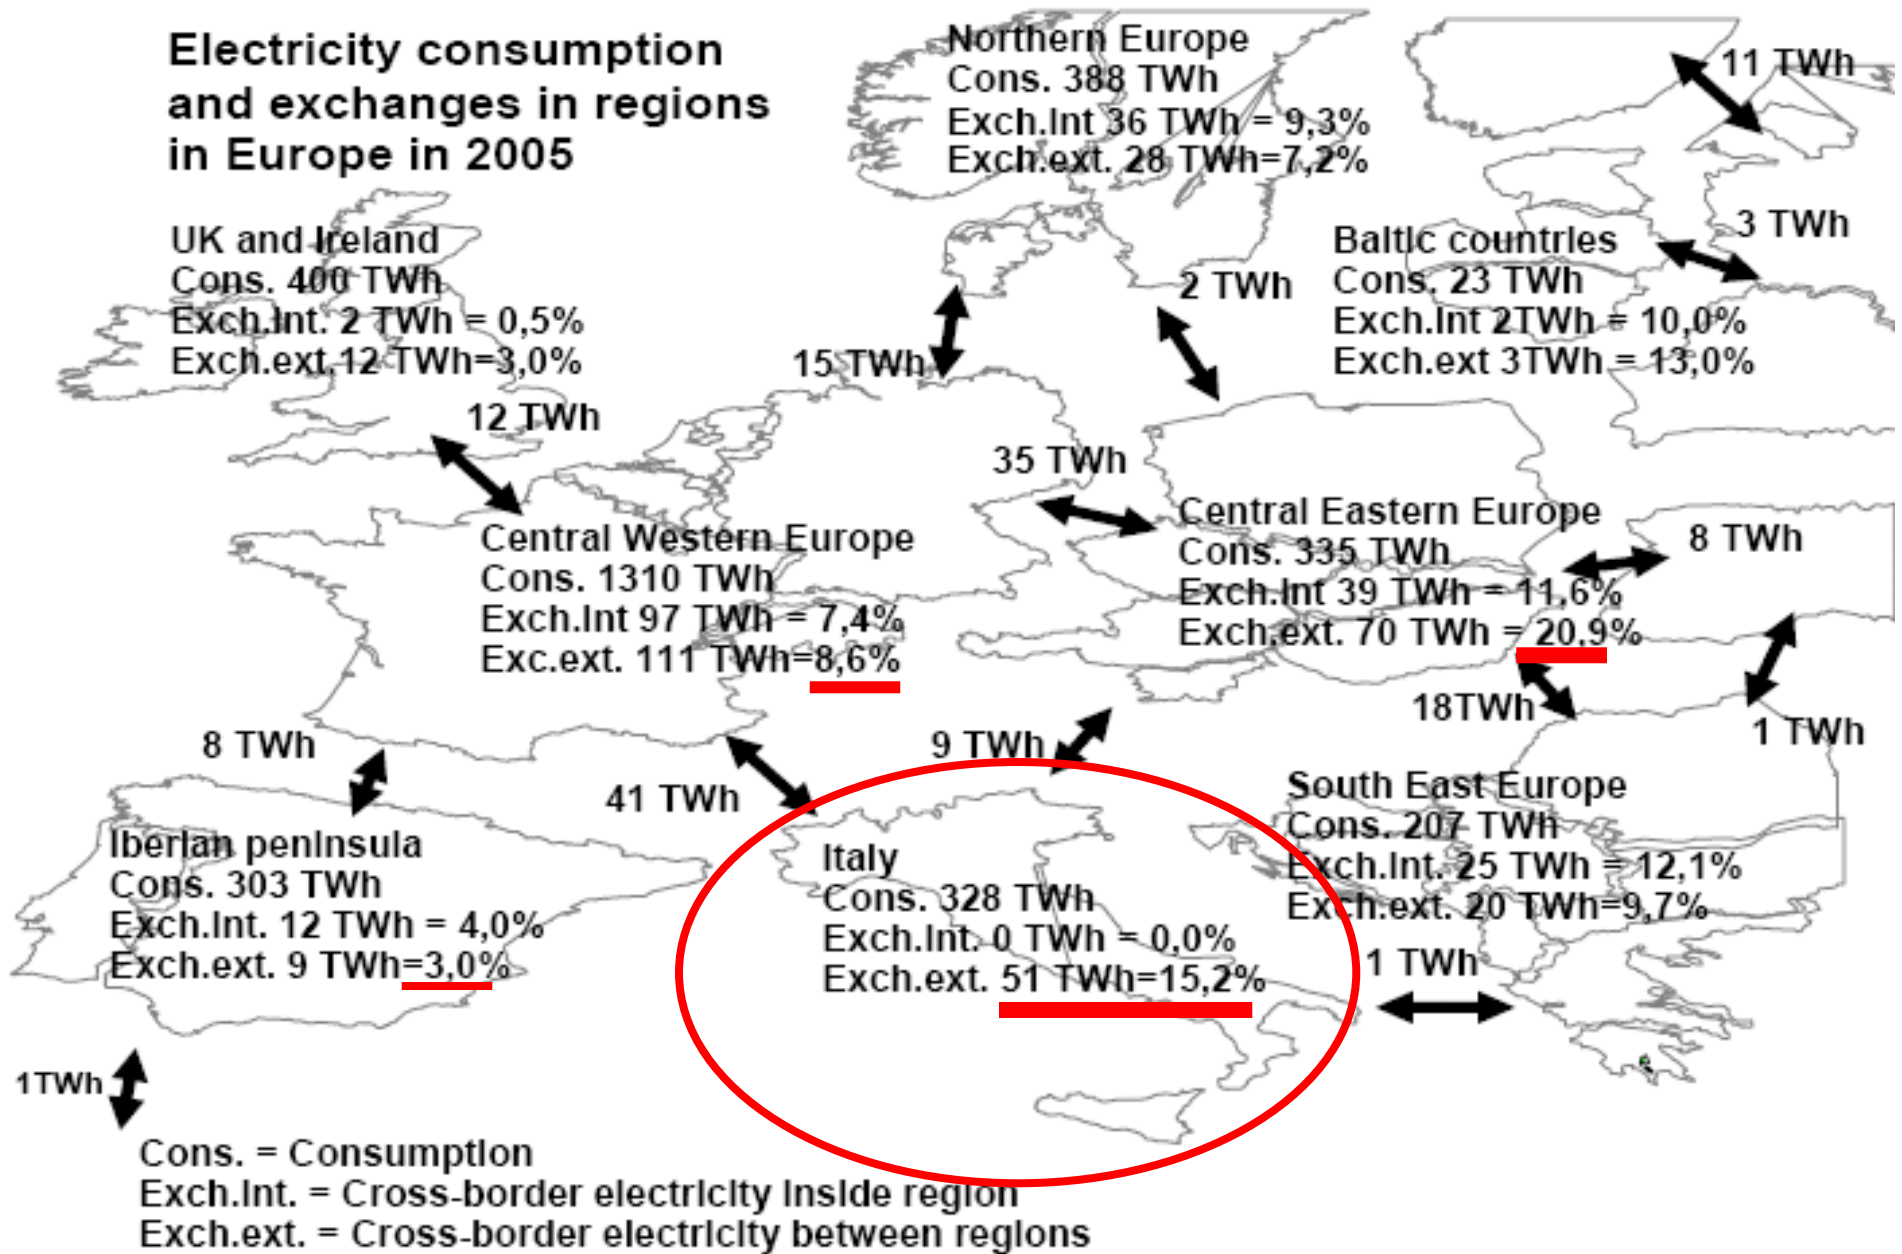 Electricity consumption
and exchanges in regions
in Europe in 2005
Northern Europe
Cons. 388 TWh
Exch.Int 36 TWh = 9,3%
Exch.ext. 28 TWh=7,2%
11 TWh
UK and Ireland
Cons. 400 TWh
Exch.Int. 2 TWh = 0,5%
Exch.ext.12 TWh=3,0%
Baltic countries
Cons. 23 TWh
Exch.Int 2TWh = 10,0%
Exch.ext 3TWh = 13,0%
3 TWh
2 TWh
15 TWh
12 TWh
35 TWh
Central Western Europe
Cons. 1310 TWh
Exch.Int 97 TWh = 7,4%
Exc.ext. 111 TWh=8,6%
Central Eastern Europe
Cons. 335 TWh
Exch.Int 39 TWh = 11,6%
Exch.ext. 70 TWh = 20,9%
8 TWh
18TWh
1 TWh
8 TWh
41 TWh
9 TWh
Iberian peninsula
Cons. 303 TWh
Exch.Int. 12 TWh = 4,0%
Exch.ext. 9 TWh=3,0%
Italy
Cons. 328 TWh
Exch.Int. 0 TWh = 0,0%
Exch.ext. 51 TWh=15,2%
South East Europe
Cons. 207 TWh
Exch.Int. 25 TWh = 12,1%
Exch.ext. 20 TWh=9,7%
1 TWh
1TWh
Cons. = Consumption
Exch.Int. = Cross-border electricity inside region
Exch.ext. = Cross-border electricity between regions